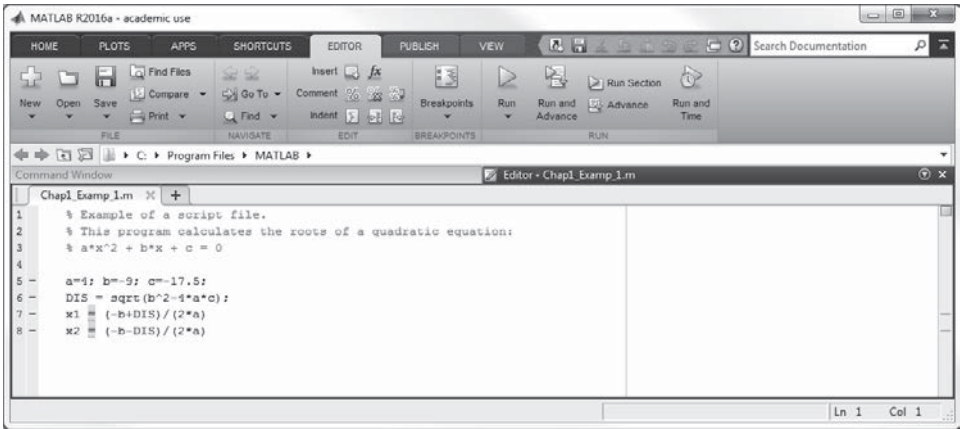 MATLAB R2016a - academic use
HOME PLOTS APPS SHORTCUTS EDITOR PUBLISH VIEW Search Documentation
New Open Save Find Files Compare Print Go To Find Insert fx Comment Indent Breakpoints Run Run and Advance Run Section Advance Run and Time
FILE NAVIGATE EDIT BREAKPOINTS RUN
C: Program Files MATLAB
Command Window Editor - Chap1_Examp_1.m
Chap1_Examp_1.m × +
1 % Example of a script file.
2 % This program calculates the roots of a quadratic equation:
3 % a*x^2 + b*x + c = 0
4
5 – a=4; b=-9; c=-17.5;
6 – DIS = sqrt(b^2-4*a*c);
7 – x1 = (-b+DIS)/(2*a)
8 – x2 = (-b-DIS)/(2*a)
Ln 1 Col 1